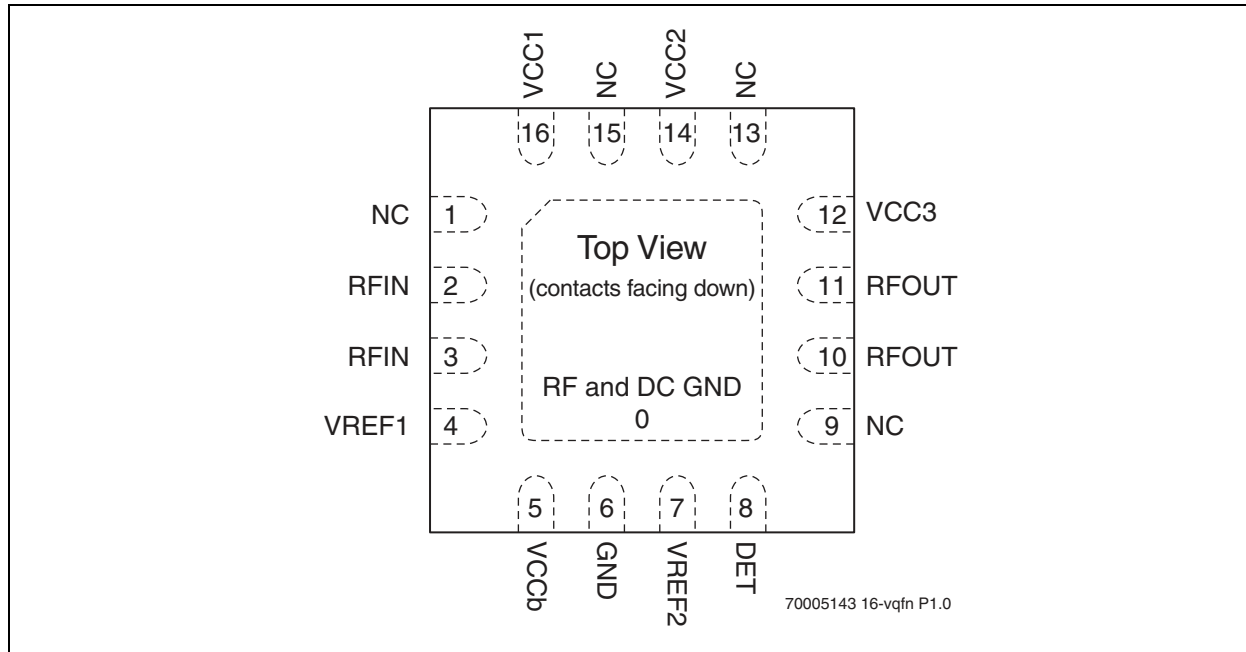 VCC1
NC
VCC2
NC
16
15
14
13
NC 1
RFIN 2
RFIN 3
VREF1 4
Top View
(contacts facing down)
RF and DC GND
0
12 VCC3
11 RFOUT
10 RFOUT
9 NC
5
6
7
8
VCCb
GND
VREF2
DET
70005143 16-vqfn P1.0